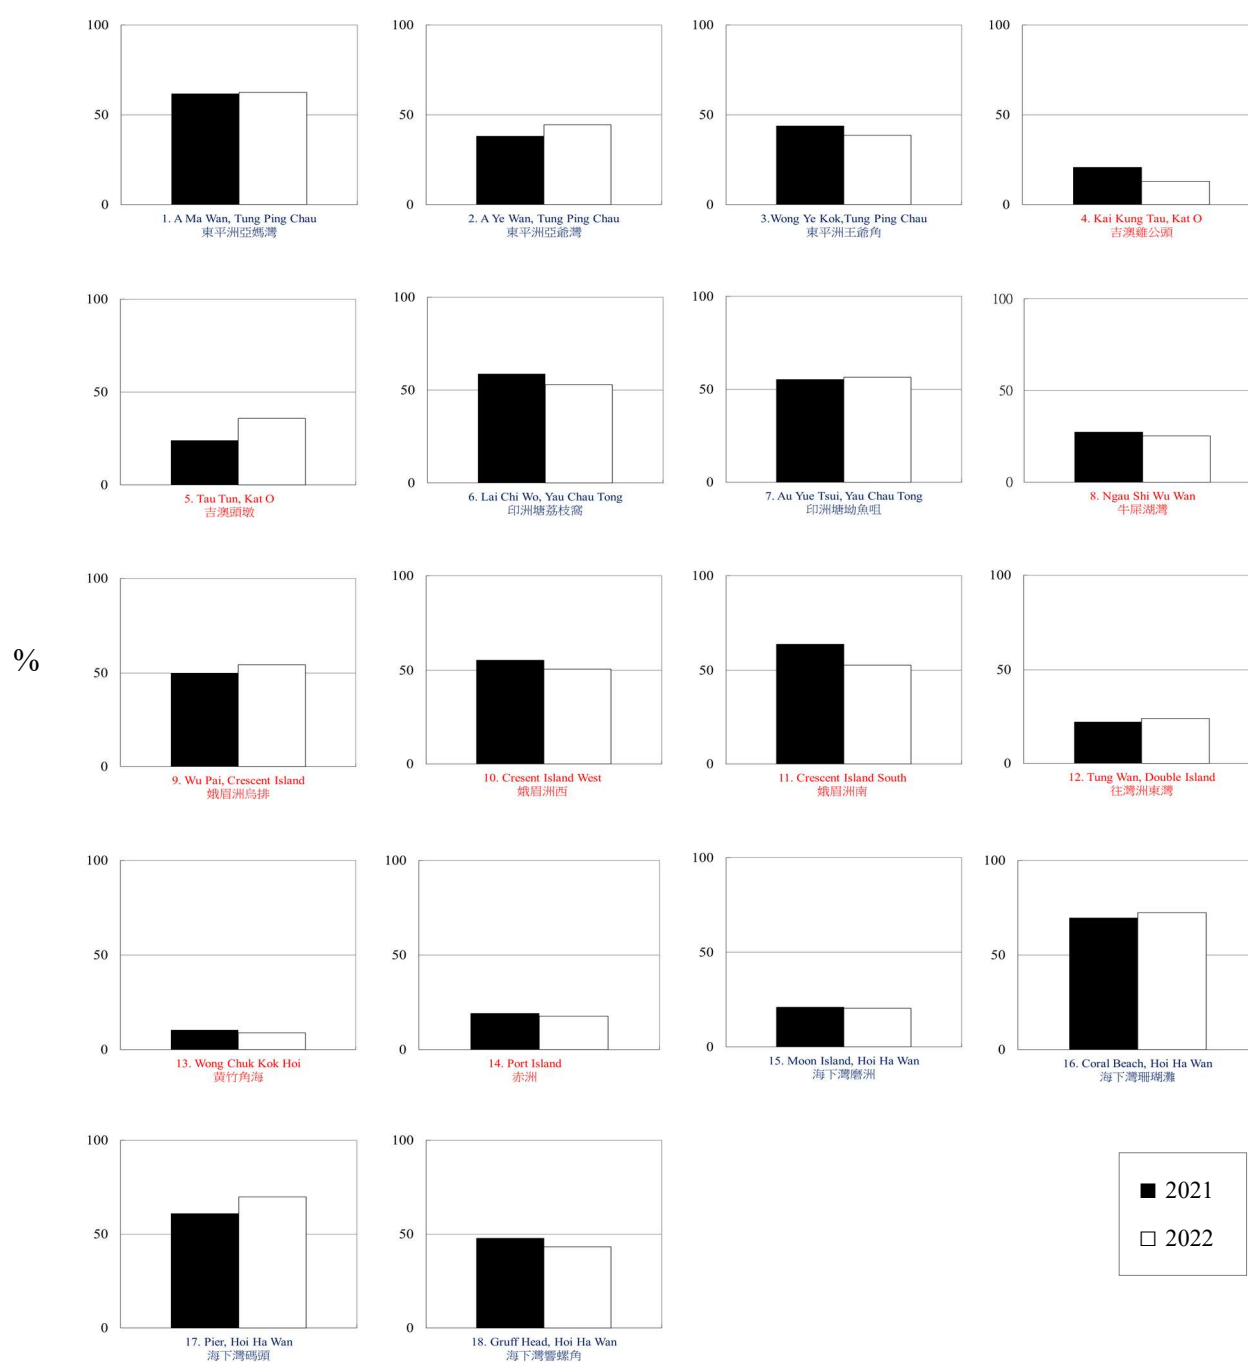 100
50
0
1. A Ma Wan, Tung Ping Chau
東平洲亞媽灣
100
50
0
2. A Ye Wan, Tung Ping Chau
東平洲亞爺灣
100
50
0
3.Wong Ye Kok,Tung Ping Chau
東平洲王爺角
100
50
0
4. Kai Kung Tau, Kat O
吉澳雞公頭
100
50
0
5. Tau Tun, Kat O
吉澳頭墩
100
50
0
6. Lai Chi Wo, Yau Chau Tong
印洲塘荔枝窩
100
50
0
7. Au Yue Tsui, Yau Chau Tong
印洲塘坳魚咀
100
50
0
8. Ngau Shi Wu Wan
牛屎湖灣
%
100
50
0
9. Wu Pai, Crescent Island
娥眉洲烏排
100
50
0
10. Cresent Island West
娥眉洲西
100
50
0
11. Crescent Island South
娥眉洲南
100
50
0
12. Tung Wan, Double Island
往灣洲東灣
100
50
0
13. Wong Chuk Kok Hoi
黃竹角海
100
50
0
14. Port Island
赤洲
100
50
0
15. Moon Island, Hoi Ha Wan
海下灣磨洲
100
50
0
16. Coral Beach, Hoi Ha Wan
海下灣珊瑚灘
100
50
0
17. Pier, Hoi Ha Wan
海下灣碼頭
100
50
0
18. Gruff Head, Hoi Ha Wan
海下灣響螺角
2021
2022